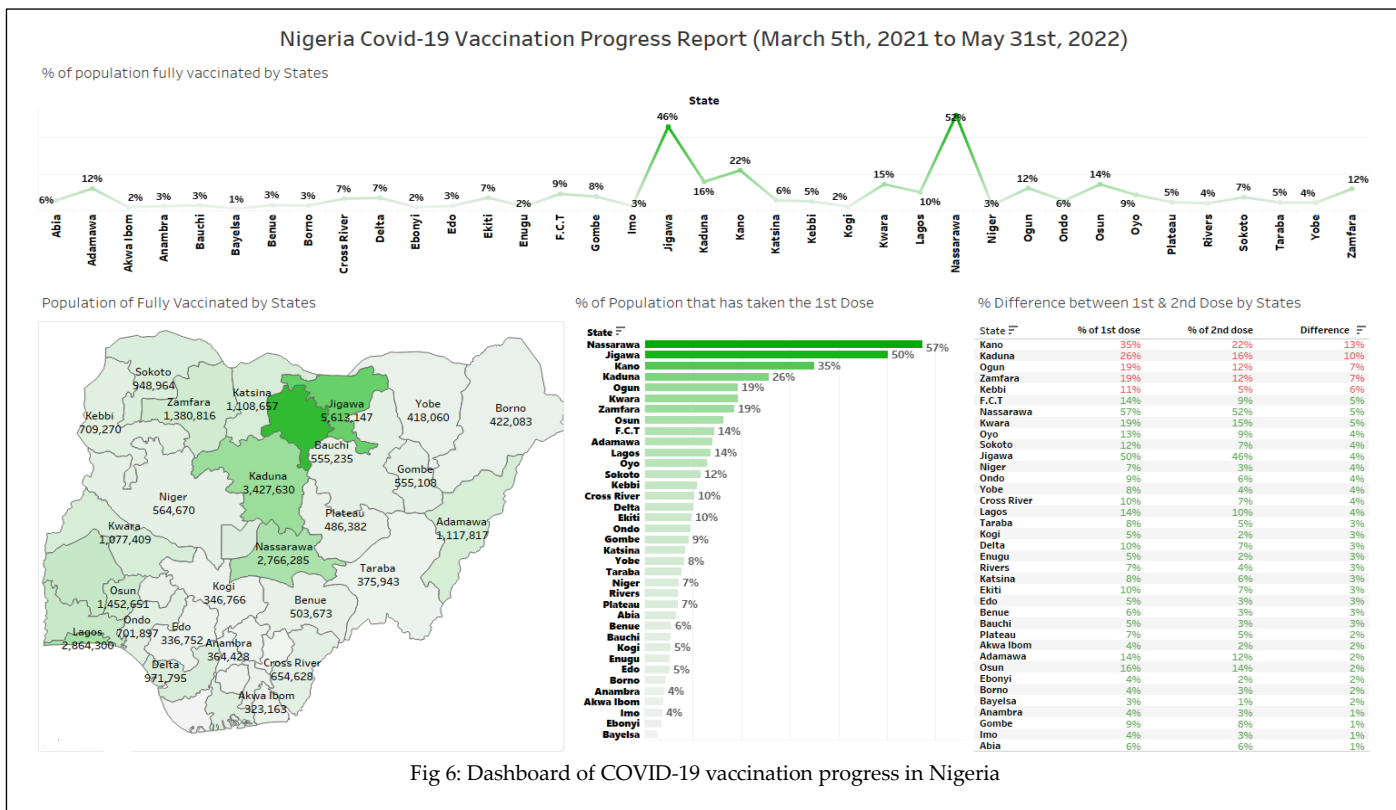 Nigeria Covid-19 Vaccination Progress Report (March 5th, 2021 to May 31st, 2022)
% of population fully vaccinated by States
State
6% 12% 2% 3% 3% 1% 3% 3% 7% 7% 2% 3% 7% 2% 9% 8% 3% 46% 16% 22% 6% 5% 2% 15% 10% 52% 3% 12% 6% 14% 9% 5% 4% 7% 5% 4% 12%
Abia Adamawa Akwa Ibom Anambra Bauchi Bayelsa Benue Borno Cross River Delta Ebonyi Edo Ekiti Enugu F.C.T Gombe Imo Jigawa Kaduna Kano Katsina Kebbi Kogi Kwara Lagos Nassarawa Niger Ogun Ondo Osun Oyo Plateau Rivers Sokoto Taraba Yobe Zamfara
Population of Fully Vaccinated by States
Sokoto
948,964
Zamfara
1,380,816
Katsina
1,108,657
Jigawa
5,613,147
Yobe
418,060
Borno
422,083
Kebbi
709,270
Bauchi
555,235
Gombe
555,108
Kaduna
3,427,630
Niger
564,670
Plateau
486,382
Adamawa
1,117,817
Kwara
1,077,409
Nassarawa
2,766,285
Taraba
375,943
Kogi
346,766
Benue
503,673
Osun
1,452,651
Ondo
701,897
Edo
336,752
Lagos
2,864,300
Anambra
364,428
Cross River
654,628
Delta
971,795
Akwa Ibom
323,163
% of Population that has taken the 1st Dose
State
Nassarawa 57%
Jigawa 50%
Kano 35%
Kaduna 26%
Ogun 19%
Kwara
Zamfara 19%
Osun
F.C.T 14%
Adamawa
Lagos 14%
Oyo
Sokoto 12%
Kebbi
Cross River 10%
Delta
Ekiti 10%
Ondo
Gombe 9%
Katsina
Yobe 8%
Taraba
Niger 7%
Rivers
Plateau 7%
Abia
Benue 6%
Bauchi
Kogi 5%
Enugu
Edo 5%
Borno
Anambra 4%
Akwa Ibom
Imo 4%
Ebonyi
Bayelsa
% Difference between 1st & 2nd Dose by States
State % of 1st dose % of 2nd dose Difference
Kano 35% 22% 13%
Kaduna 26% 16% 10%
Ogun 19% 12% 7%
Zamfara 19% 12% 7%
Kebbi 11% 5% 6%
F.C.T 14% 9% 5%
Nassarawa 57% 52% 5%
Kwara 19% 15% 5%
Oyo 13% 9% 4%
Sokoto 12% 7% 4%
Jigawa 50% 46% 4%
Niger 7% 3% 4%
Ondo 9% 6% 4%
Yobe 8% 4% 4%
Cross River 10% 7% 4%
Lagos 14% 10% 4%
Taraba 8% 5% 3%
Kogi 5% 2% 3%
Delta 10% 7% 3%
Enugu 5% 2% 3%
Rivers 7% 4% 3%
Katsina 8% 6% 3%
Ekiti 10% 7% 3%
Edo 5% 3% 3%
Benue 6% 3% 3%
Bauchi 5% 3% 3%
Plateau 7% 5% 2%
Akwa Ibom 4% 2% 2%
Adamawa 14% 12% 2%
Osun 16% 14% 2%
Ebonyi 4% 2% 2%
Borno 4% 3% 2%
Bayelsa 3% 1% 2%
Anambra 4% 3% 1%
Gombe 9% 8% 1%
Imo 4% 3% 1%
Abia 6% 6% 1%
Fig 6: Dashboard of COVID-19 vaccination progress in Nigeria